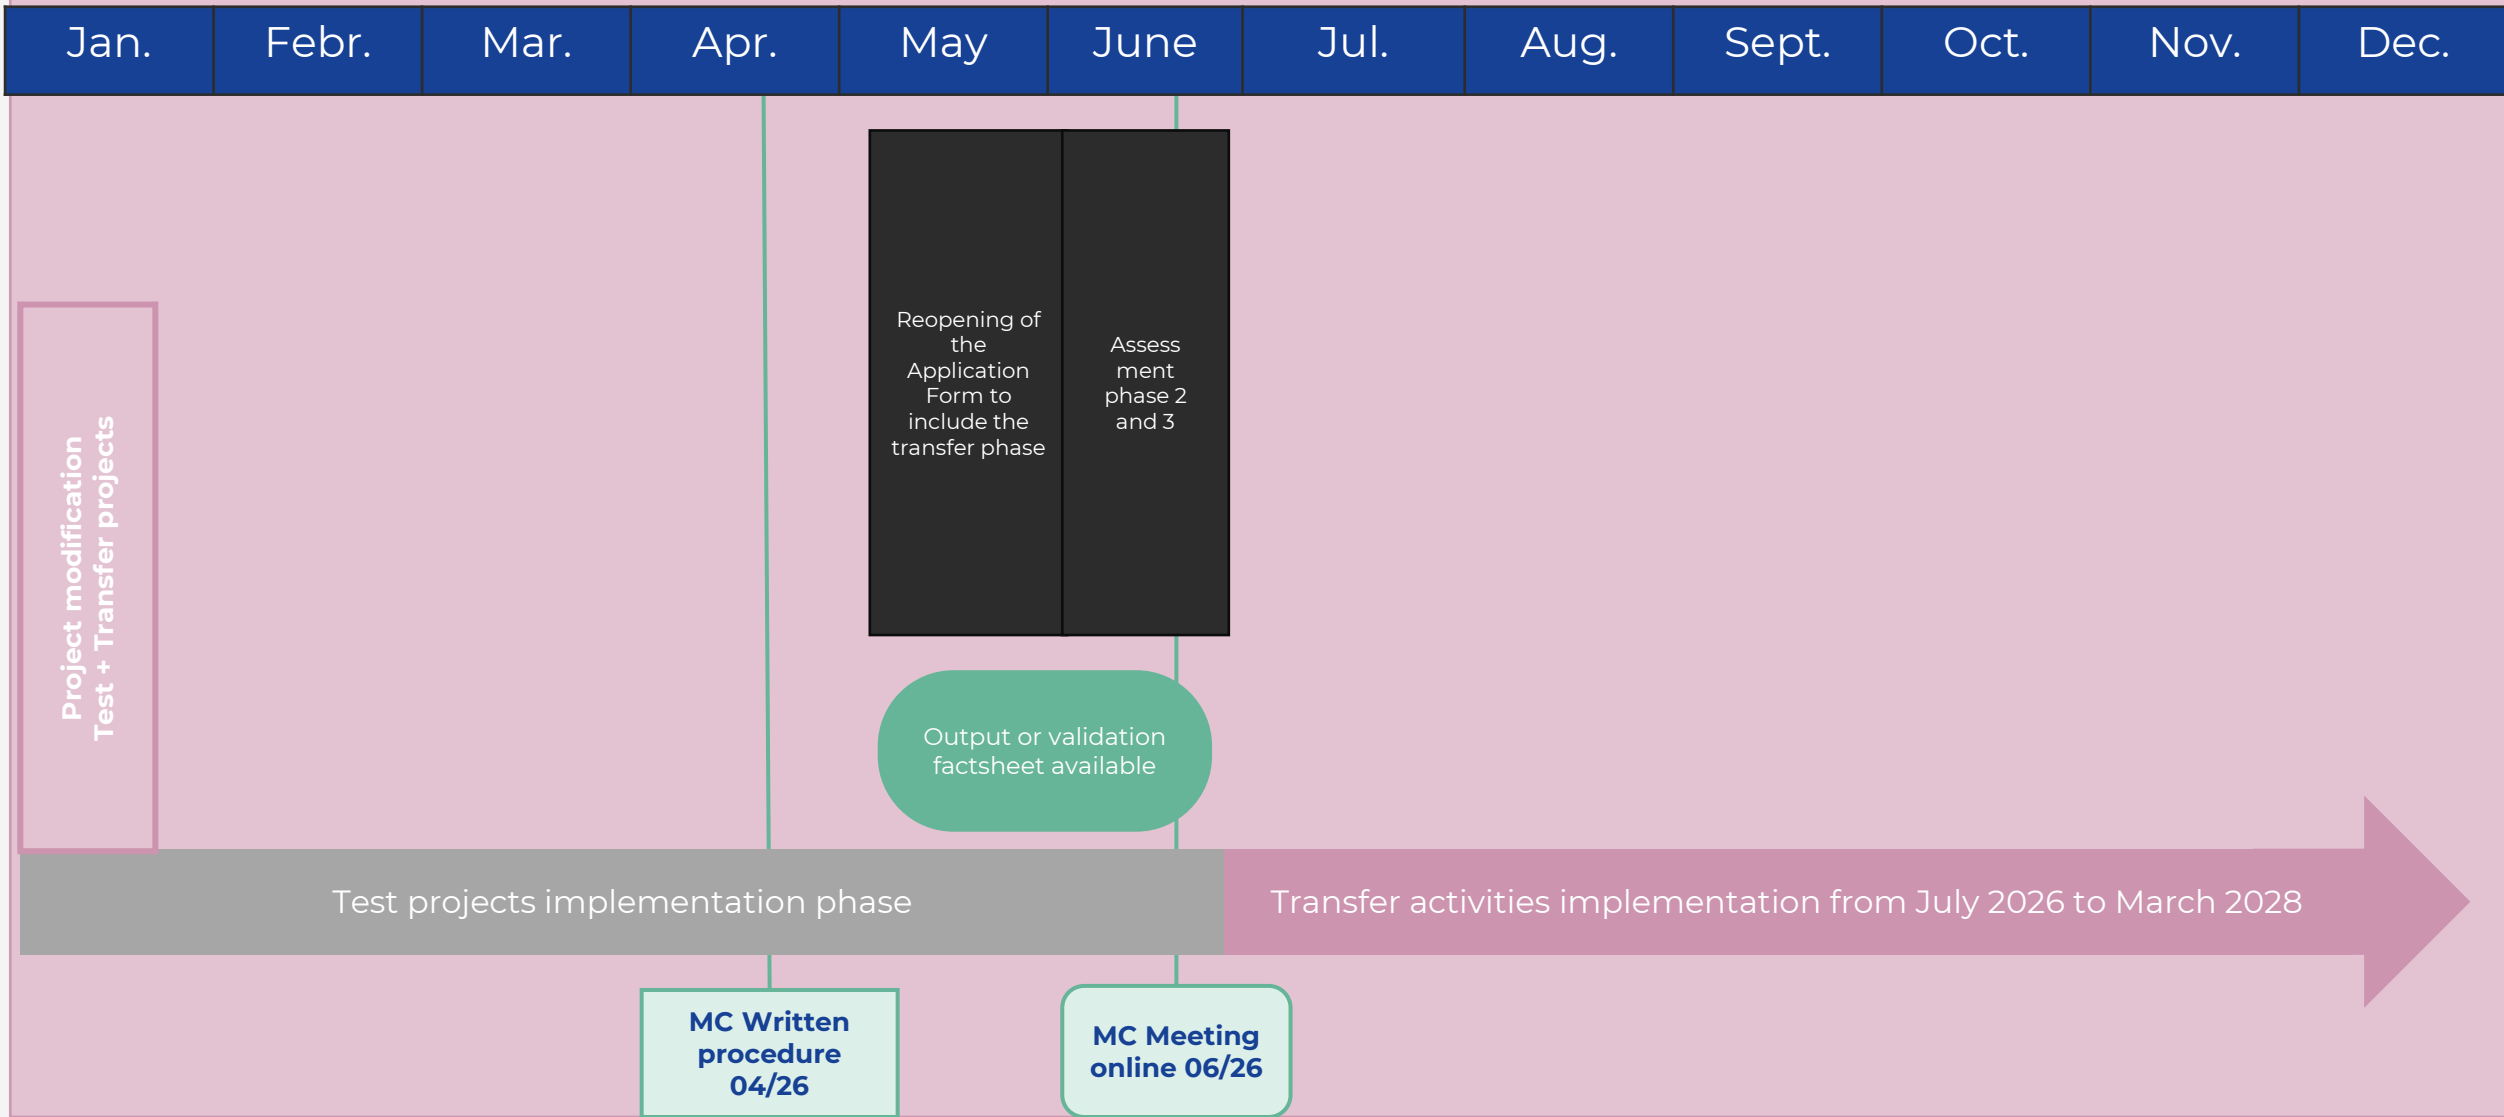 Jan. Febr. Mar. Apr. May June Jul. Aug. Sept. Oct. Nov. Dec.
Reopening of
the
Application
Form to
include the
transfer phase
Assess
ment
phase 2
and 3
Project modification
Test + Transfer projects
Output or validation
factsheet available
Test projects implementation phase
Transfer activities implementation from July 2026 to March 2028
MC Written
procedure
04/26
MC Meeting
online 06/26